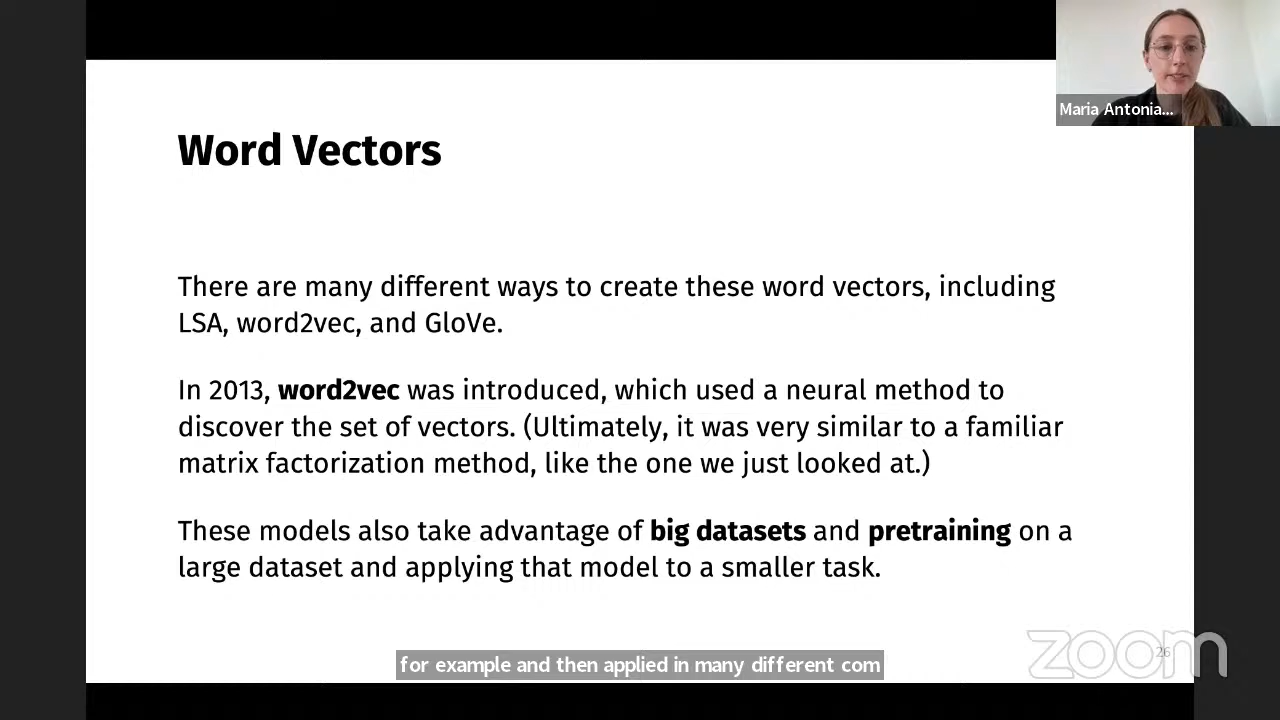 Maria Antonia...
Word Vectors
There are many different ways to create these word vectors, including
LSA, word2vec, and GloVe.
In 2013, word2vec was introduced, which used a neural method to
discover the set of vectors. (Ultimately, it was very similar to a familiar
matrix factorization method, like the one we just looked at.)
These models also take advantage of big datasets and pretraining on a
large dataset and applying that model to a smaller task.
for example and then applied in many different com
zoom
26